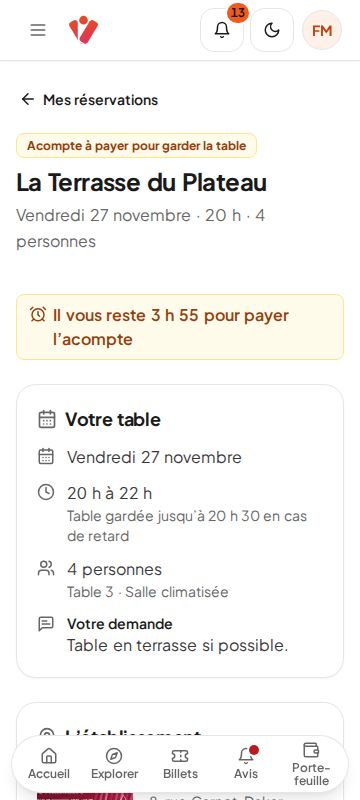 13
FM
Mes réservations
Acompte à payer pour garder la table
La Terrasse du Plateau
Vendredi 27 novembre · 20 h · 4
personnes
Il vous reste 3 h 55 pour payer
l’acompte
Votre table
Vendredi 27 novembre
20 h à 22 h
Table gardée jusqu’à 20 h 30 en cas
de retard
4 personnes
Table 3 · Salle climatisée
Votre demande
Table en terrasse si possible.
L’établissement
Accueil
Explorer
Billets
Avis
Porte-
feuille